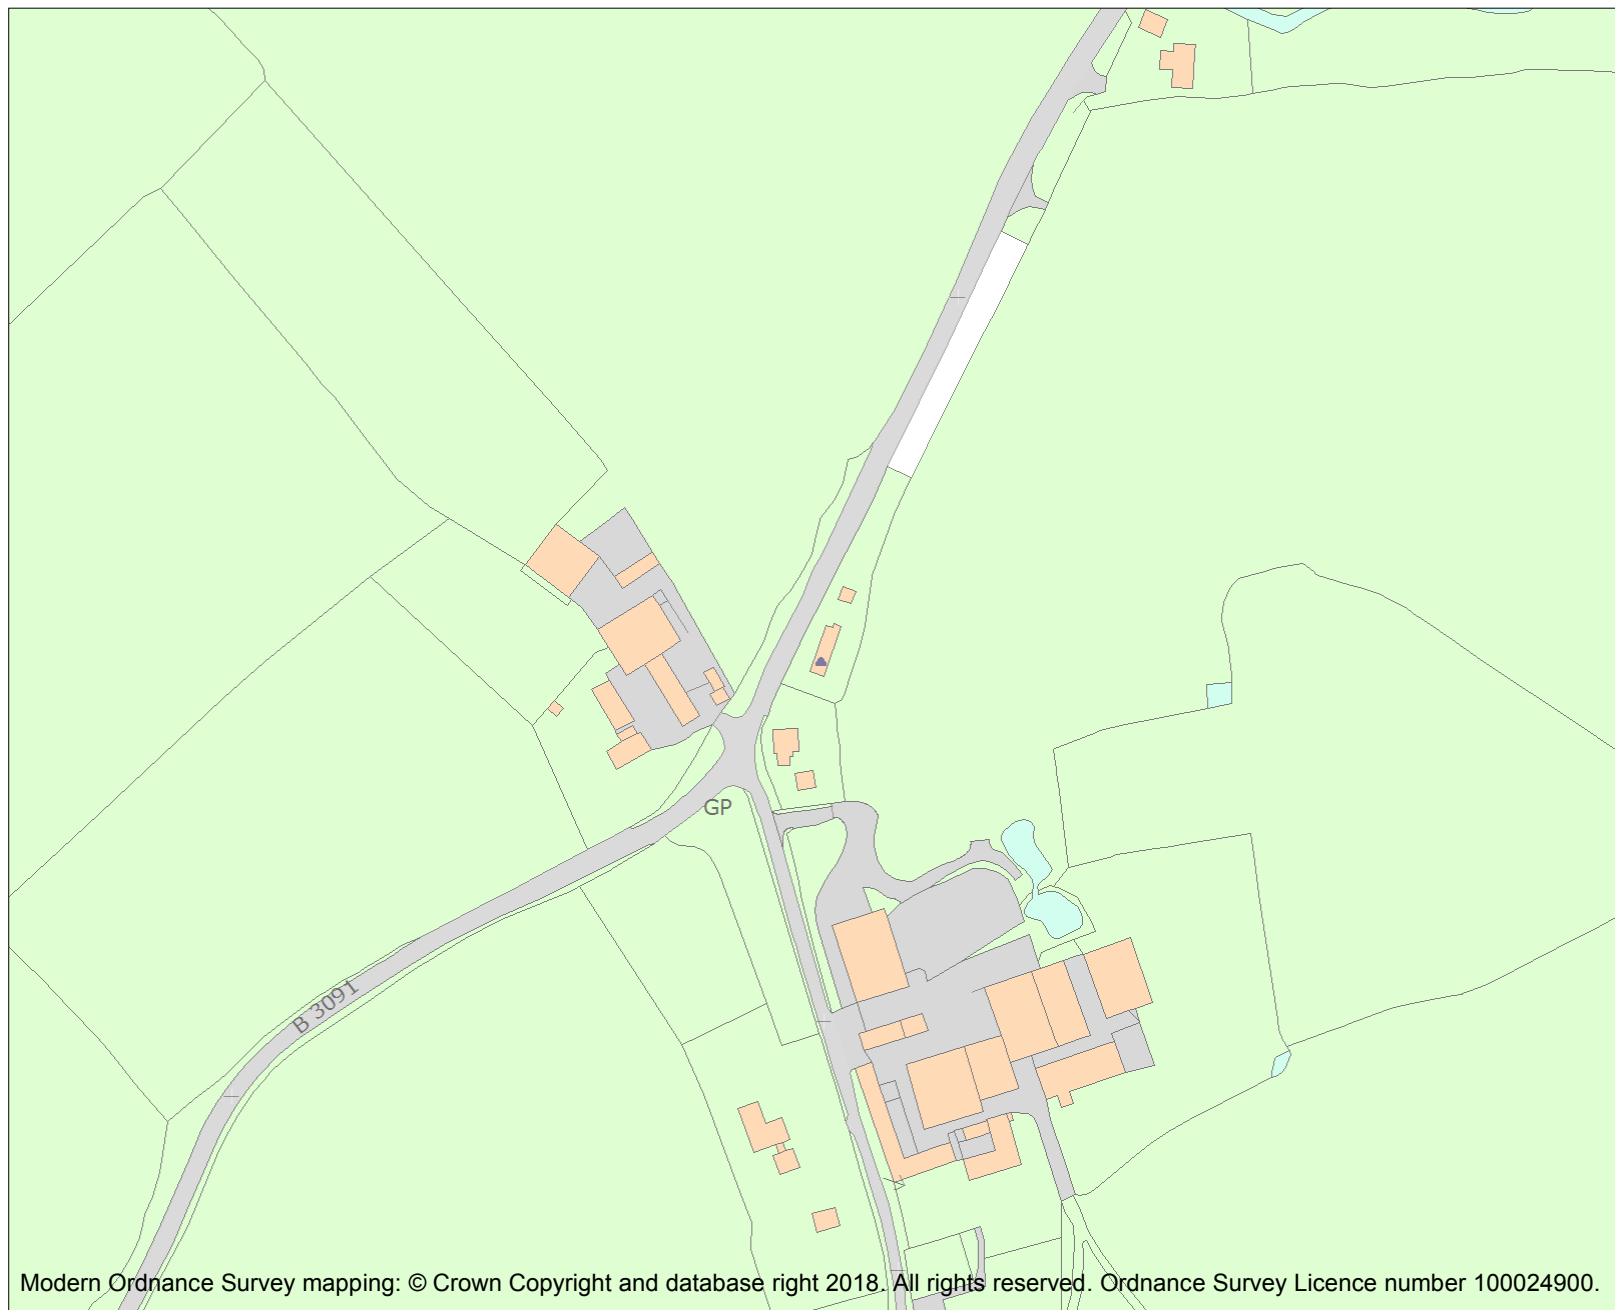 GP
B 3091
Modern Ordnance Survey mapping: © Crown Copyright and database right 2018. All rights reserved. Ordnance Survey Licence number 100024900.